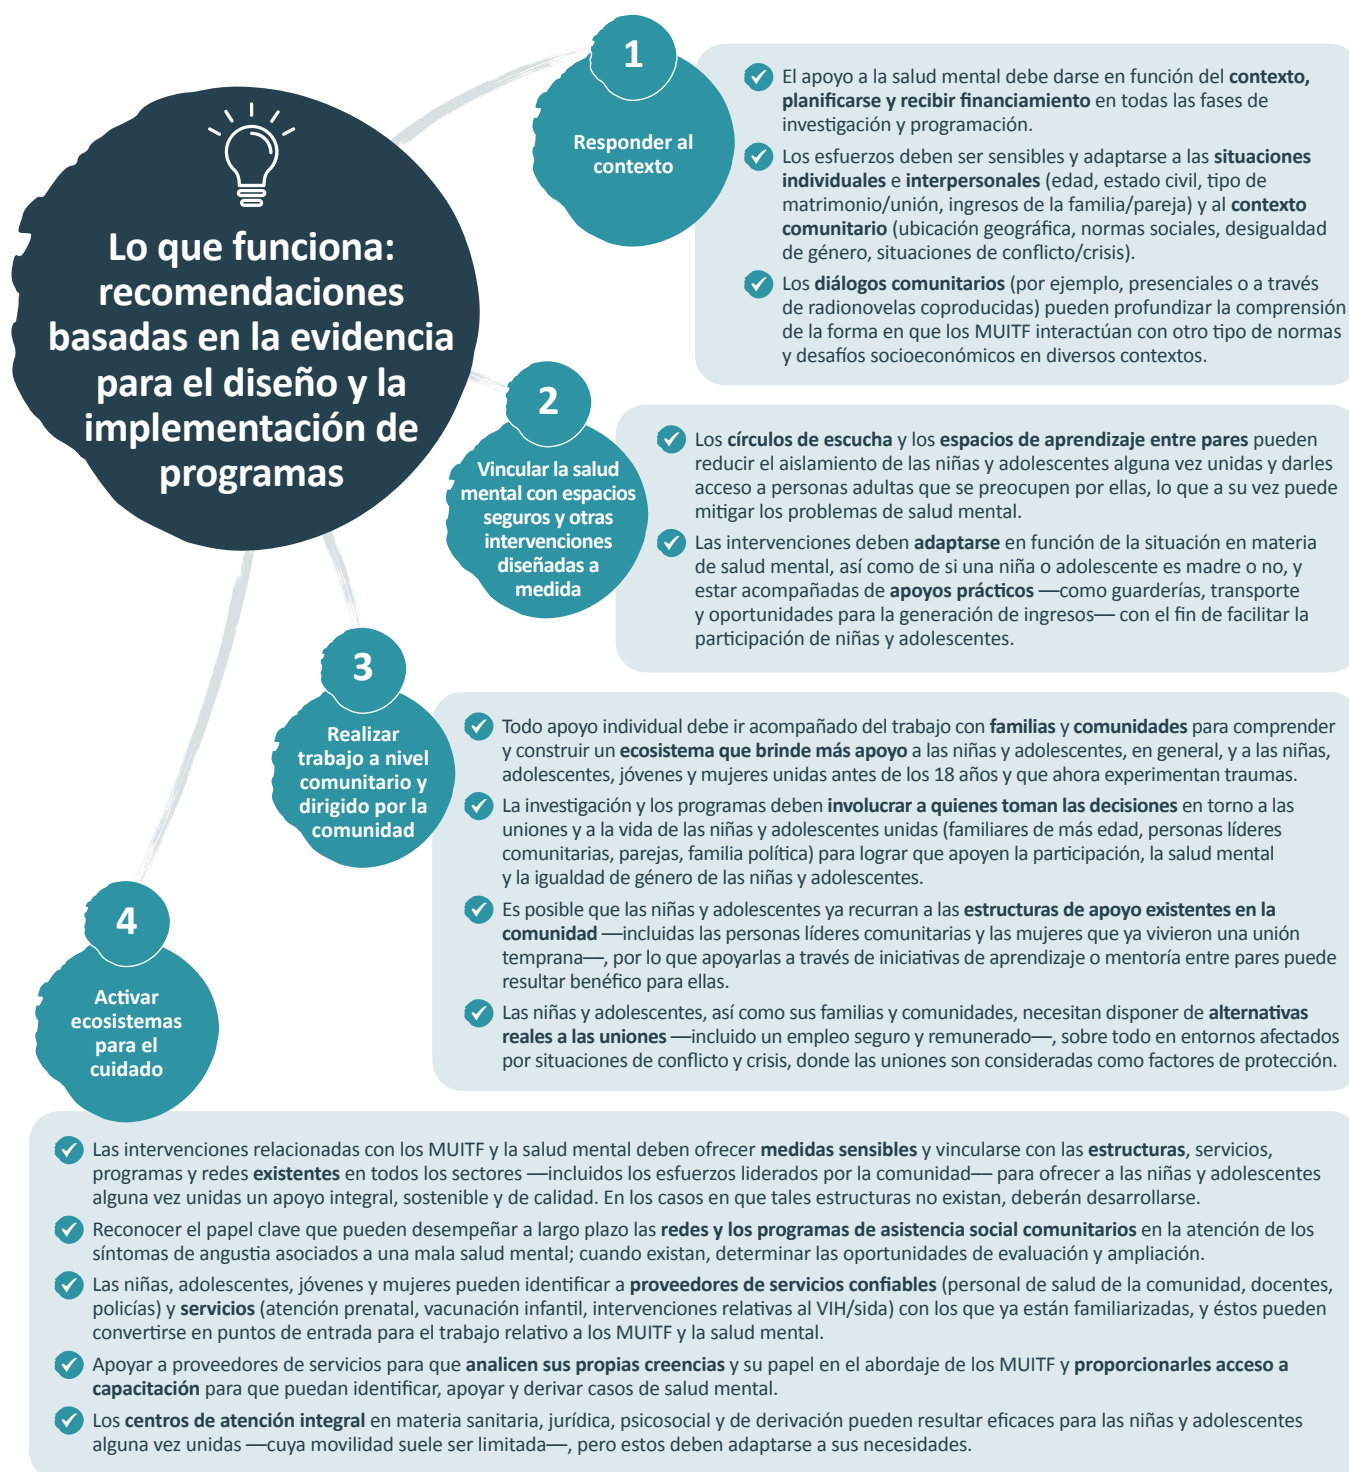 Lo que funciona:
recomendaciones
basadas en la evidencia
para el diseño y la
implementación de
programas
1
Responder al
contexto
El apoyo a la salud mental debe darse en función del contexto,
planificarse y recibir financiamiento en todas las fases de
investigación y programación.
Los esfuerzos deben ser sensibles y adaptarse a las situaciones
individuales e interpersonales (edad, estado civil, tipo de
matrimonio/unión, ingresos de la familia/pareja) y al contexto
comunitario (ubicación geográfica, normas sociales, desigualdad
de género, situaciones de conflicto/crisis).
Los diálogos comunitarios (por ejemplo, presenciales o a través
de radionovelas coproducidas) pueden profundizar la comprensión
de la forma en que los MUITF interactúan con otro tipo de normas
y desafíos socioeconómicos en diversos contextos.
2
Vincular la salud
mental con espacios
seguros y otras
intervenciones
diseñadas a
medida
Los círculos de escucha y los espacios de aprendizaje entre pares pueden
reducir el aislamiento de las niñas y adolescentes alguna vez unidas y darles
acceso a personas adultas que se preocupen por ellas, lo que a su vez puede
mitigar los problemas de salud mental.
Las intervenciones deben adaptarse en función de la situación en materia
de salud mental, así como de si una niña o adolescente es madre o no, y
estar acompañadas de apoyos prácticos —como guarderías, transporte
y oportunidades para la generación de ingresos— con el fin de facilitar la
participación de niñas y adolescentes.
3
Realizar
trabajo a nivel
comunitario y
dirigido por la
comunidad
Todo apoyo individual debe ir acompañado del trabajo con familias y comunidades para comprender
y construir un ecosistema que brinde más apoyo a las niñas y adolescentes, en general, y a las niñas,
adolescentes, jóvenes y mujeres unidas antes de los 18 años y que ahora experimentan traumas.
La investigación y los programas deben involucrar a quienes toman las decisiones en torno a las
uniones y a la vida de las niñas y adolescentes unidas (familiares de más edad, personas líderes
comunitarias, parejas, familia política) para lograr que apoyen la participación, la salud mental
y la igualdad de género de las niñas y adolescentes.
Es posible que las niñas y adolescentes ya recurran a las estructuras de apoyo existentes en la
comunidad —incluidas las personas líderes comunitarias y las mujeres que ya vivieron una unión
temprana—, por lo que apoyarlas a través de iniciativas de aprendizaje o mentoría entre pares puede
resultar benéfico para ellas.
Las niñas y adolescentes, así como sus familias y comunidades, necesitan disponer de alternativas
reales a las uniones —incluido un empleo seguro y remunerado—, sobre todo en entornos afectados
por situaciones de conflicto y crisis, donde las uniones son consideradas como factores de protección.
4
Activar
ecosistemas
para el
cuidado
Las intervenciones relacionadas con los MUITF y la salud mental deben ofrecer medidas sensibles y vincularse con las estructuras, servicios,
programas y redes existentes en todos los sectores —incluidos los esfuerzos liderados por la comunidad— para ofrecer a las niñas y adolescentes
alguna vez unidas un apoyo integral, sostenible y de calidad. En los casos en que tales estructuras no existan, deberán desarrollarse.
Reconocer el papel clave que pueden desempeñar a largo plazo las redes y los programas de asistencia social comunitarios en la atención de los
síntomas de angustia asociados a una mala salud mental; cuando existan, determinar las oportunidades de evaluación y ampliación.
Las niñas, adolescentes, jóvenes y mujeres pueden identificar a proveedores de servicios confiables (personal de salud de la comunidad, docentes,
policías) y servicios (atención prenatal, vacunación infantil, intervenciones relativas al VIH/sida) con los que ya están familiarizadas, y éstos pueden
convertirse en puntos de entrada para el trabajo relativo a los MUITF y la salud mental.
Apoyar a proveedores de servicios para que analicen sus propias creencias y su papel en el abordaje de los MUITF y proporcionarles acceso a
capacitación para que puedan identificar, apoyar y derivar casos de salud mental.
Los centros de atención integral en materia sanitaria, jurídica, psicosocial y de derivación pueden resultar eficaces para las niñas y adolescentes
alguna vez unidas —cuya movilidad suele ser limitada—, pero estos deben adaptarse a sus necesidades.